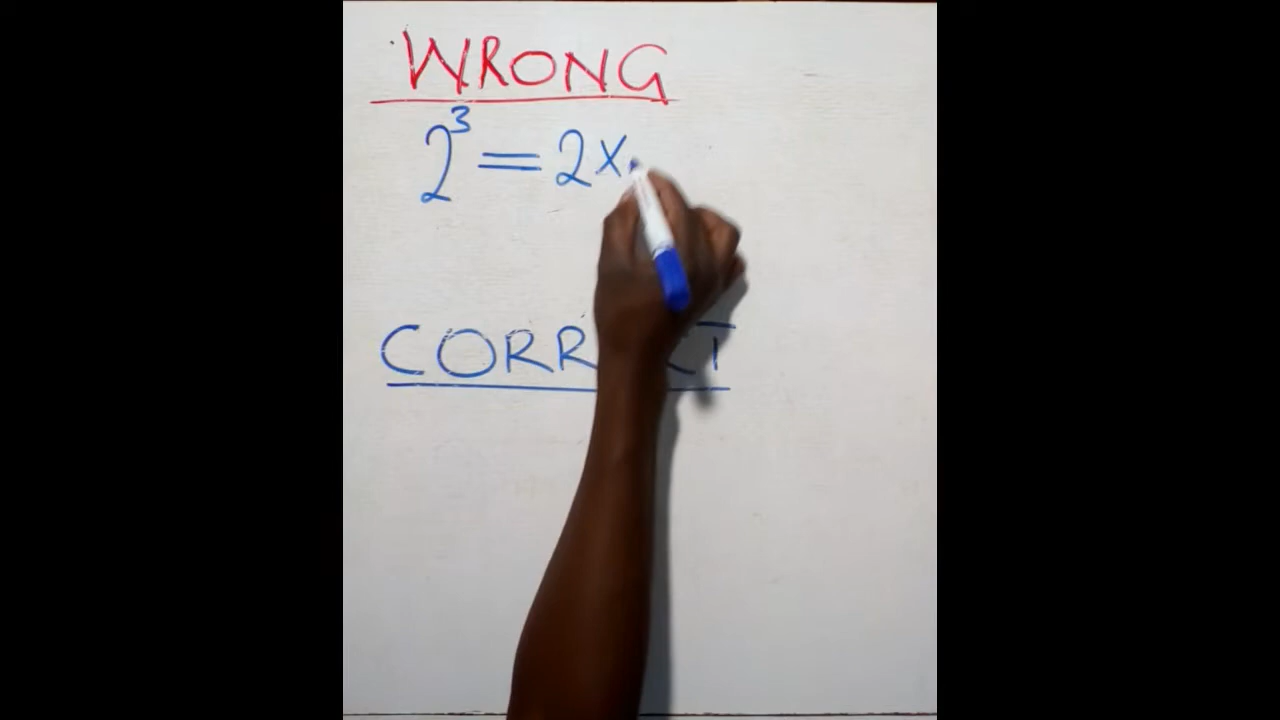 WRONG
2³ = 2x